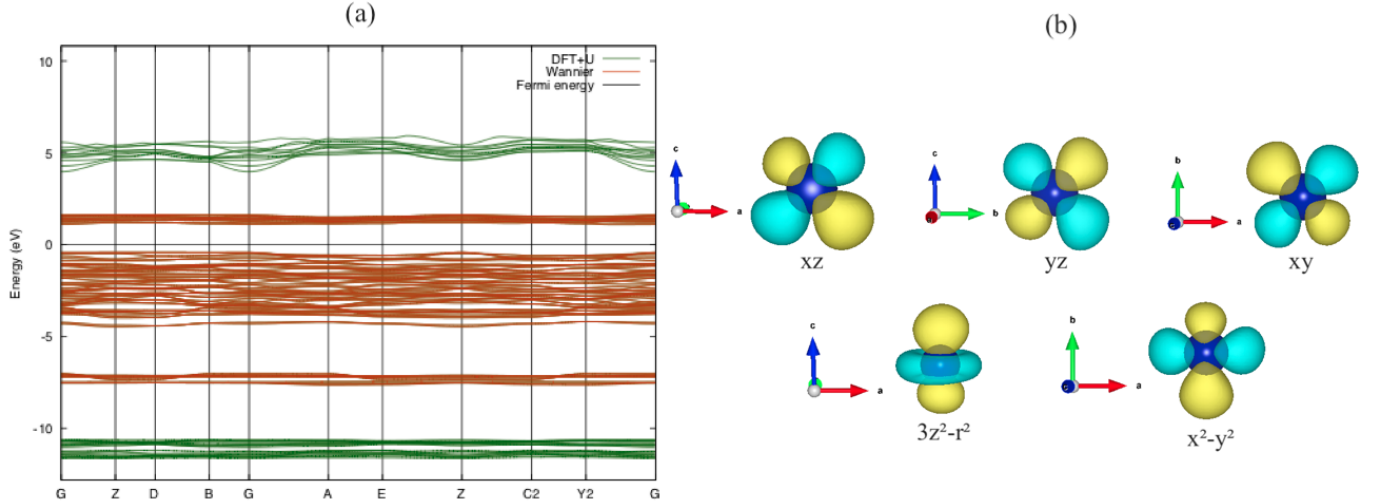 (a)
(b)
DFT+U
Wannier
Fermi energy
Energy (eV)
10
5
0
-5
-10
G Z D B G A E Z C2 Y2 G
c
a
xz
c
b
yz
b
a
xy
c
a
3z²-r²
b
a
x²-y²